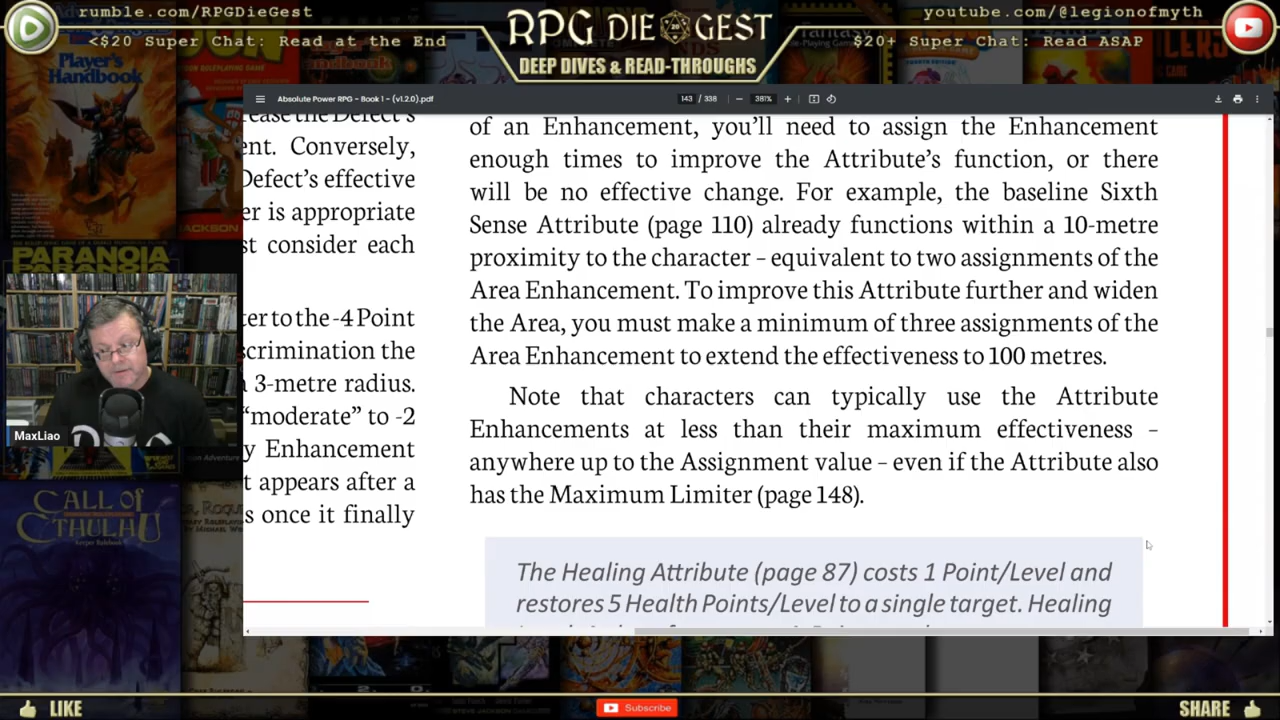 rumble.com/RPGDieGest
<$20 Super Chat: Read at the End
RPG DIE GEST
DEEP DIVES & READ-THROUGHS
youtube.com/@legionofmyth
$20+ Super Chat: Read ASAP
Player's
Handbook
PARANOIA
JACKSON
CALL OF
CTHULHU
MaxLiao
Absolute Power RPG - Book 1 - (v1.2.0).pdf
143 / 338
381%
ent. Conversely,
Defect's effective
er is appropriate
st consider each
ter to the -4 Point
scrimination the
3-metre radius.
"moderate" to -2
y Enhancement
t appears after a
s once it finally
of an Enhancement, you'll need to assign the Enhancement
enough times to improve the Attribute's function, or there
will be no effective change. For example, the baseline Sixth
Sense Attribute (page 110) already functions within a 10-metre
proximity to the character – equivalent to two assignments of the
Area Enhancement. To improve this Attribute further and widen
the Area, you must make a minimum of three assignments of the
Area Enhancement to extend the effectiveness to 100 metres.
Note that characters can typically use the Attribute
Enhancements at less than their maximum effectiveness –
anywhere up to the Assignment value – even if the Attribute also
has the Maximum Limiter (page 148).
The Healing Attribute (page 87) costs 1 Point/Level and
restores 5 Health Points/Level to a single target. Healing
LIKE
Subscribe
SHARE